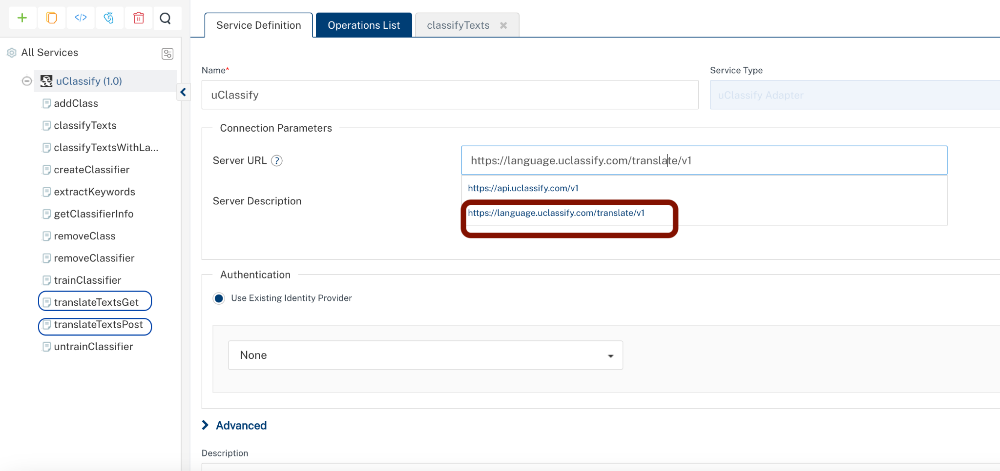 All Services
uClassify (1.0)
addClass
classifyTexts
classifyTextsWithLa...
createClassifier
extractKeywords
getClassifierInfo
removeClass
removeClassifier
trainClassifier
translateTextsGet
translateTextsPost
untrainClassifier
Service Definition
Operations List
classifyTexts
Name*
uClassify
Service Type
uClassify Adapter
Connection Parameters
Server URL ?
https://language.uclassify.com/translate/v1
https://api.uclassify.com/v1
Server Description
https://language.uclassify.com/translate/v1
Authentication
Use Existing Identity Provider
None
Advanced
Description